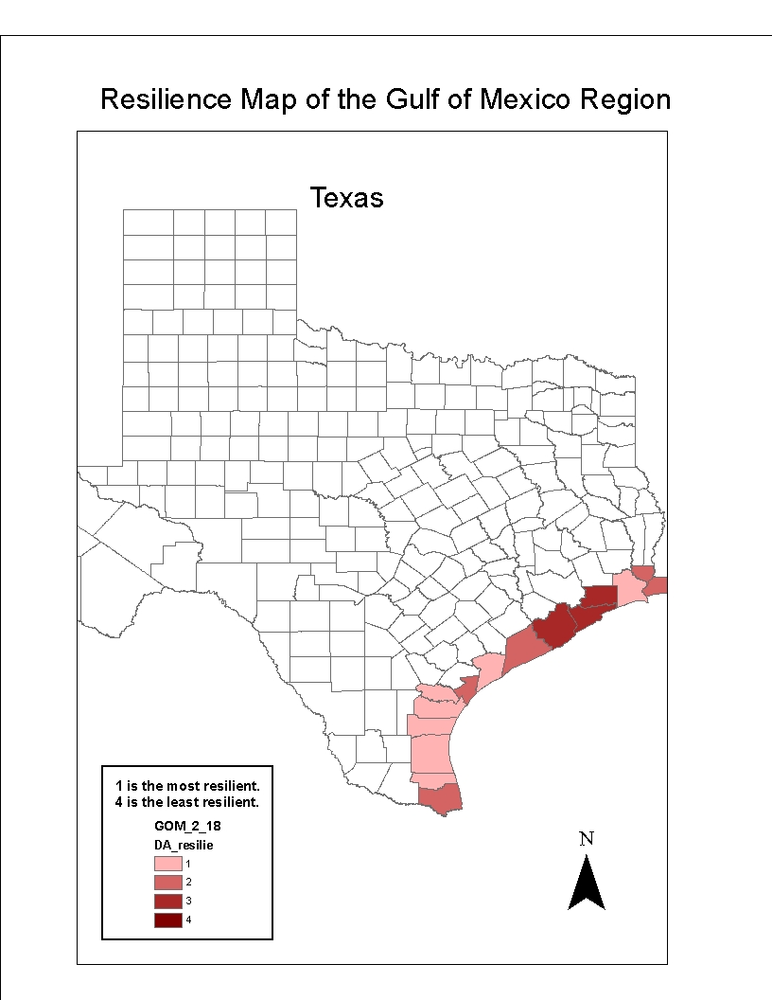 Resilience Map of the Gulf of Mexico Region
Texas
1 is the most resilient.
4 is the least resilient.
GOM_2_18
DA_resilie
1
2
3
4
N